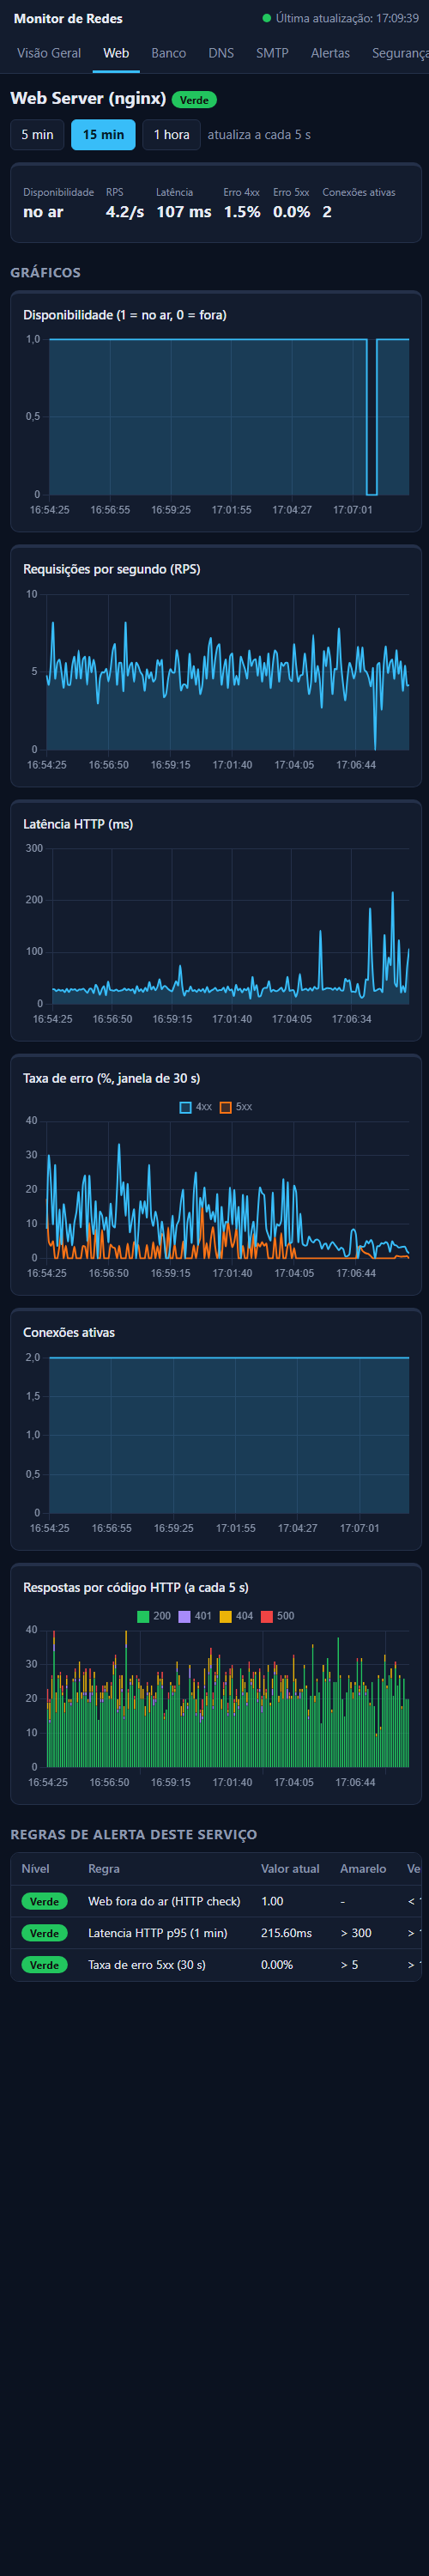 Monitor de Redes
Última atualização: 17:09:39
Visão Geral Web Banco DNS SMTP Alertas Segurança
Web Server (nginx) Verde
5 min 15 min 1 hora atualiza a cada 5 s
Disponibilidade RPS Latência Erro 4xx Erro 5xx Conexões ativas
no ar 4.2/s 107 ms 1.5% 0.0% 2
GRÁFICOS
Disponibilidade (1 = no ar, 0 = fora)
1,0
0,5
0
16:54:25 16:56:55 16:59:25 17:01:55 17:04:27 17:07:01
Requisições por segundo (RPS)
10
5
0
16:54:25 16:56:50 16:59:15 17:01:40 17:04:05 17:06:44
Latência HTTP (ms)
300
200
100
0
16:54:25 16:56:50 16:59:15 17:01:40 17:04:05 17:06:34
Taxa de erro (%, janela de 30 s)
4xx 5xx
40
30
20
10
0
16:54:25 16:56:50 16:59:15 17:01:40 17:04:05 17:06:44
Conexões ativas
2,0
1,5
1,0
0,5
0
16:54:25 16:56:55 16:59:25 17:01:55 17:04:27 17:07:01
Respostas por código HTTP (a cada 5 s)
200 401 404 500
40
30
20
10
0
16:54:25 16:56:50 16:59:15 17:01:40 17:04:05 17:06:44
REGRAS DE ALERTA DESTE SERVIÇO
Nível Regra Valor atual Amarelo Ve
Verde Web fora do ar (HTTP check) 1.00 - < 1
Verde Latencia HTTP p95 (1 min) 215.60ms > 300 > 1
Verde Taxa de erro 5xx (30 s) 0.00% > 5 > 1